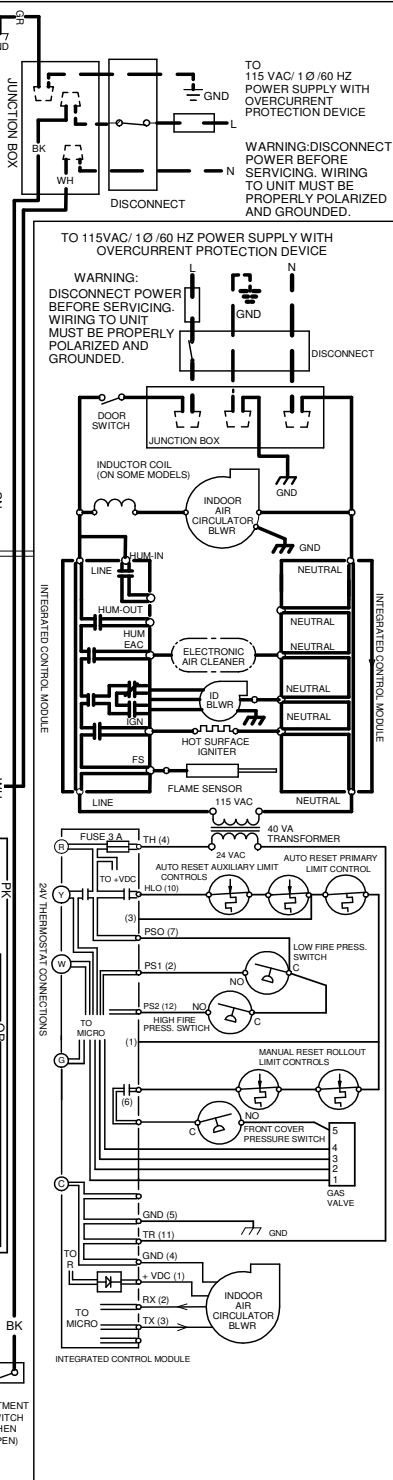 GR
JUNCTION BOX
BK
WH
GND
L
N
DISCONNECT
TO
115 VAC/ 1Ø /60 HZ
POWER SUPPLY WITH
OVERCURRENT
PROTECTION DEVICE
WARNING:DISCONNECT
POWER BEFORE
SERVICING. WIRING
TO UNIT MUST BE
PROPERLY POLARIZED
AND GROUNDED.
TO 115VAC/ 1Ø /60 HZ POWER SUPPLY WITH
OVERCURRENT PROTECTION DEVICE
WARNING:
DISCONNECT POWER
BEFORE SERVICING.
WIRING TO UNIT
MUST BE PROPERLY
POLARIZED AND
GROUNDED.
L
N
GND
DISCONNECT
DOOR
SWITCH
JUNCTION BOX
INDUCTOR COIL
(ON SOME MODELS)
GND
INDOOR
AIR
CIRCULATOR
BLWR
GND
LINE
HUM-IN
NEUTRAL
HUM-OUT
NEUTRAL
HUM
EAC
ELECTRONIC
AIR CLEANER
NEUTRAL
ID
BLWR
NEUTRAL
IGN
NEUTRAL
HOT SURFACE
IGNITER
FS
FLAME SENSOR
LINE
115 VAC
NEUTRAL
INTEGRATED CONTROL MODULE
INTEGRATED CONTROL MODULE
PK
40 VA
TRANSFORMER
24 VAC
R
FUSE 3 A
TH (4)
TO +VDC
AUTO RESET AUXILIARY LIMIT
CONTROLS
AUTO RESET PRIMARY
LIMIT CONTROL
Y
HLO (10)
(3)
PSO (7)
W
PS1 (2)
LOW FIRE PRESS.
SWITCH
NO
C
PS2 (12)
NO
C
HIGH FIRE
PRESS. SWTICH
TO
MICRO
(1)
24V THERMOSTAT CONNECTIONS
G
MANUAL RESET ROLLOUT
LIMIT CONTROLS
(6)
NO
C
FRONT COVER
PRESSURE SWITCH
5
4
3
2
1
GAS
VALVE
C
GND (5)
GND
TR (11)
GND (4)
TO
R
+ VDC (1)
RX (2)
TO
MICRO
TX (3)
INDOOR
AIR
CIRCULATOR
BLWR
INTEGRATED CONTROL MODULE
BK